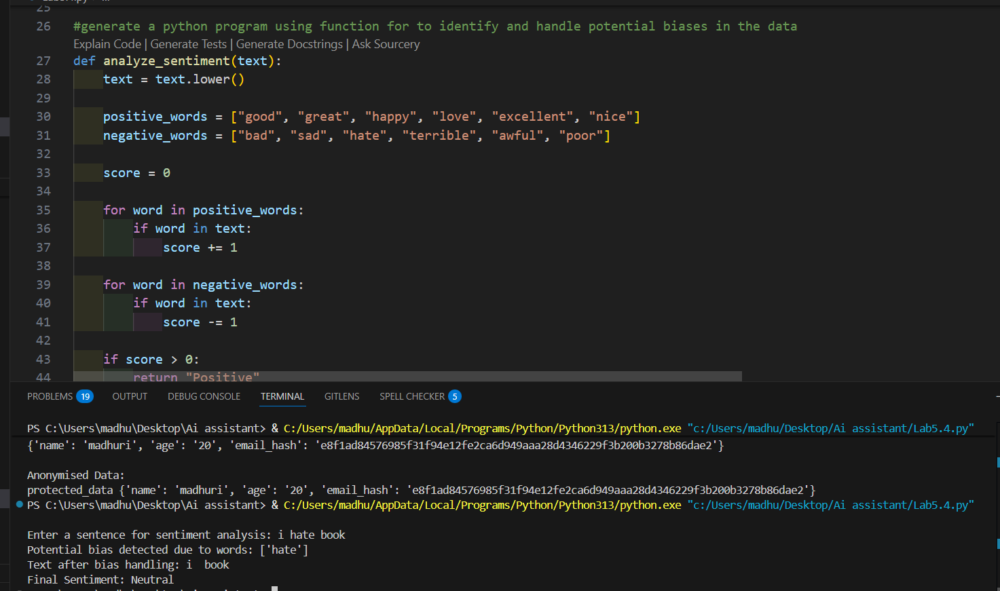 25
26 #generate a python program using function for to identify and handle potential biases in the data
Explain Code | Generate Tests | Generate Docstrings | Ask Sourcery
27 def analyze_sentiment(text):
28     text = text.lower()
29
30     positive_words = ["good", "great", "happy", "love", "excellent", "nice"]
31     negative_words = ["bad", "sad", "hate", "terrible", "awful", "poor"]
32
33     score = 0
34
35     for word in positive_words:
36         if word in text:
37             score += 1
38
39     for word in negative_words:
40         if word in text:
41             score -= 1
42
43     if score > 0:
44         return "Positive"
PROBLEMS 19 OUTPUT DEBUG CONSOLE TERMINAL GITLENS SPELL CHECKER 5
PS C:\Users\madhu\Desktop\Ai assistant> & C:/Users/madhu/AppData/Local/Programs/Python/Python313/python.exe "c:/Users/madhu/Desktop/Ai assistant/Lab5.4.py"
{'name': 'madhuri', 'age': '20', 'email_hash': 'e8f1ad84576985f31f94e12fe2ca6d949aaa28d4346229f3b200b3278b86dae2'}
Anonymised Data:
protected_data {'name': 'madhuri', 'age': '20', 'email_hash': 'e8f1ad84576985f31f94e12fe2ca6d949aaa28d4346229f3b200b3278b86dae2'}
PS C:\Users\madhu\Desktop\Ai assistant> & C:/Users/madhu/AppData/Local/Programs/Python/Python313/python.exe "c:/Users/madhu/Desktop/Ai assistant/Lab5.4.py"
Enter a sentence for sentiment analysis: i hate book
Potential bias detected due to words: ['hate']
Text after bias handling: i  book
Final Sentiment: Neutral